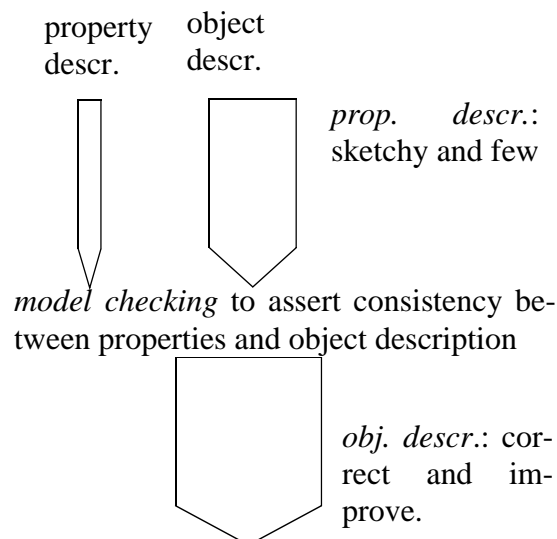 property object
descr. descr.
prop. descr.:
sketchy and few
model checking to assert consistency be-
tween properties and object description
obj. descr.: cor-
rect and im-
prove.